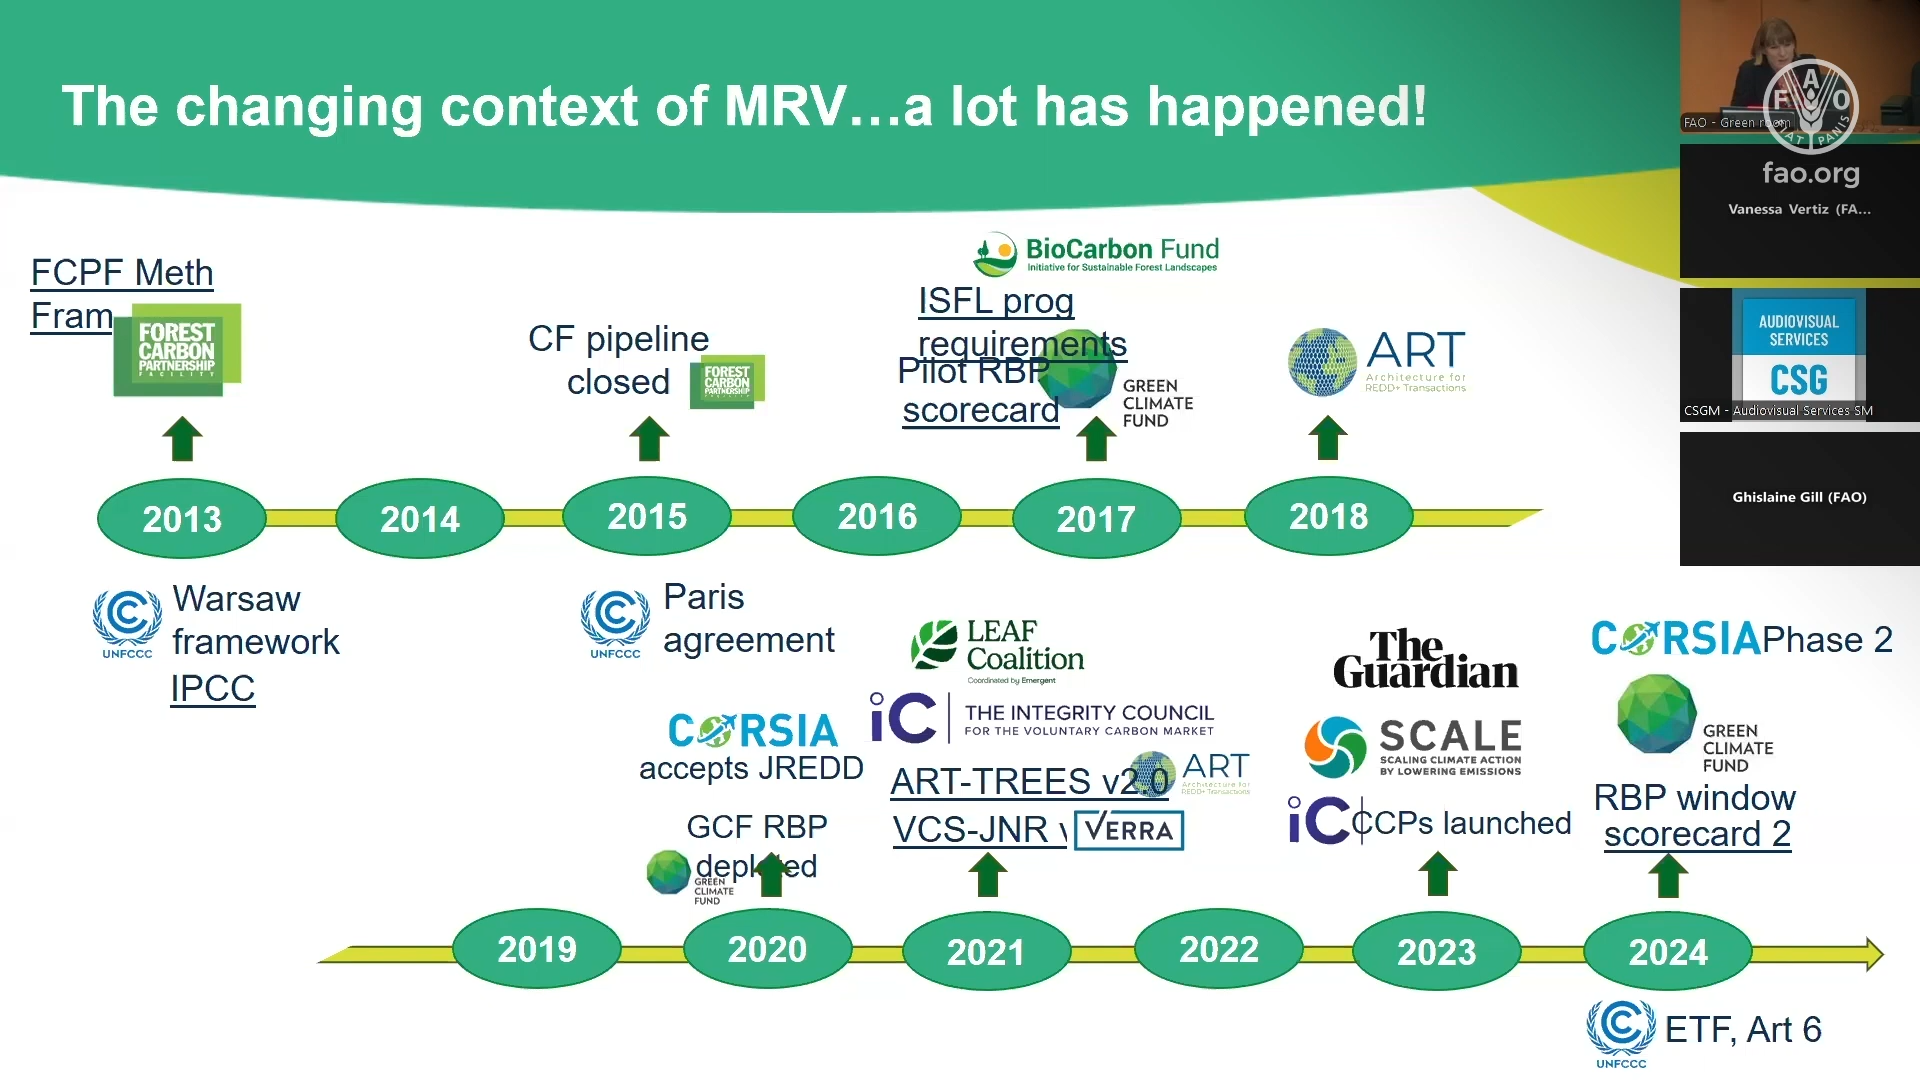 The changing context of MRV…a lot has happened!
FAO - Green room
FAO
FIAT PANIS
fao.org
Vanessa Vertiz (FA...
AUDIOVISUAL
SERVICES
CSG
CSGM - Audiovisual Services SM
Ghislaine Gill (FAO)
FCPF Meth
Fram
FOREST
CARBON
PARTNERSHIP
FACILITY
CF pipeline
closed
FOREST
CARBON
PARTNERSHIP
BioCarbon Fund
Initiative for Sustainable Forest Landscapes
ISFL prog
requirements
Pilot RBP
scorecard
GREEN
CLIMATE
FUND
ART
Architecture for
REDD+ Transactions
2013
2014
2015
2016
2017
2018
UNFCCC
Warsaw
framework
IPCC
UNFCCC
Paris
agreement
LEAF
Coalition
Coordinated by Emergent
iC
THE INTEGRITY COUNCIL
FOR THE VOLUNTARY CARBON MARKET
CORSIA
accepts JREDD
ART-TREES v2.0
ART
Architecture for
REDD+ Transactions
VCS-JNR
VERRA
GCF RBP
depleted
GREEN
CLIMATE
FUND
The
Guardian
SCALE
SCALING CLIMATE ACTION
BY LOWERING EMISSIONS
iC
CCPs launched
CORSIA Phase 2
GREEN
CLIMATE
FUND
RBP window
scorecard 2
2019
2020
2021
2022
2023
2024
UNFCCC
ETF, Art 6